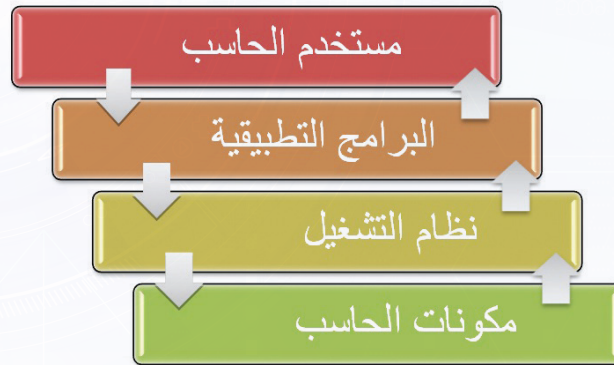 مستخدم الحاسب
البرامج التطبيقية
نظام التشغيل
مكونات الحاسب